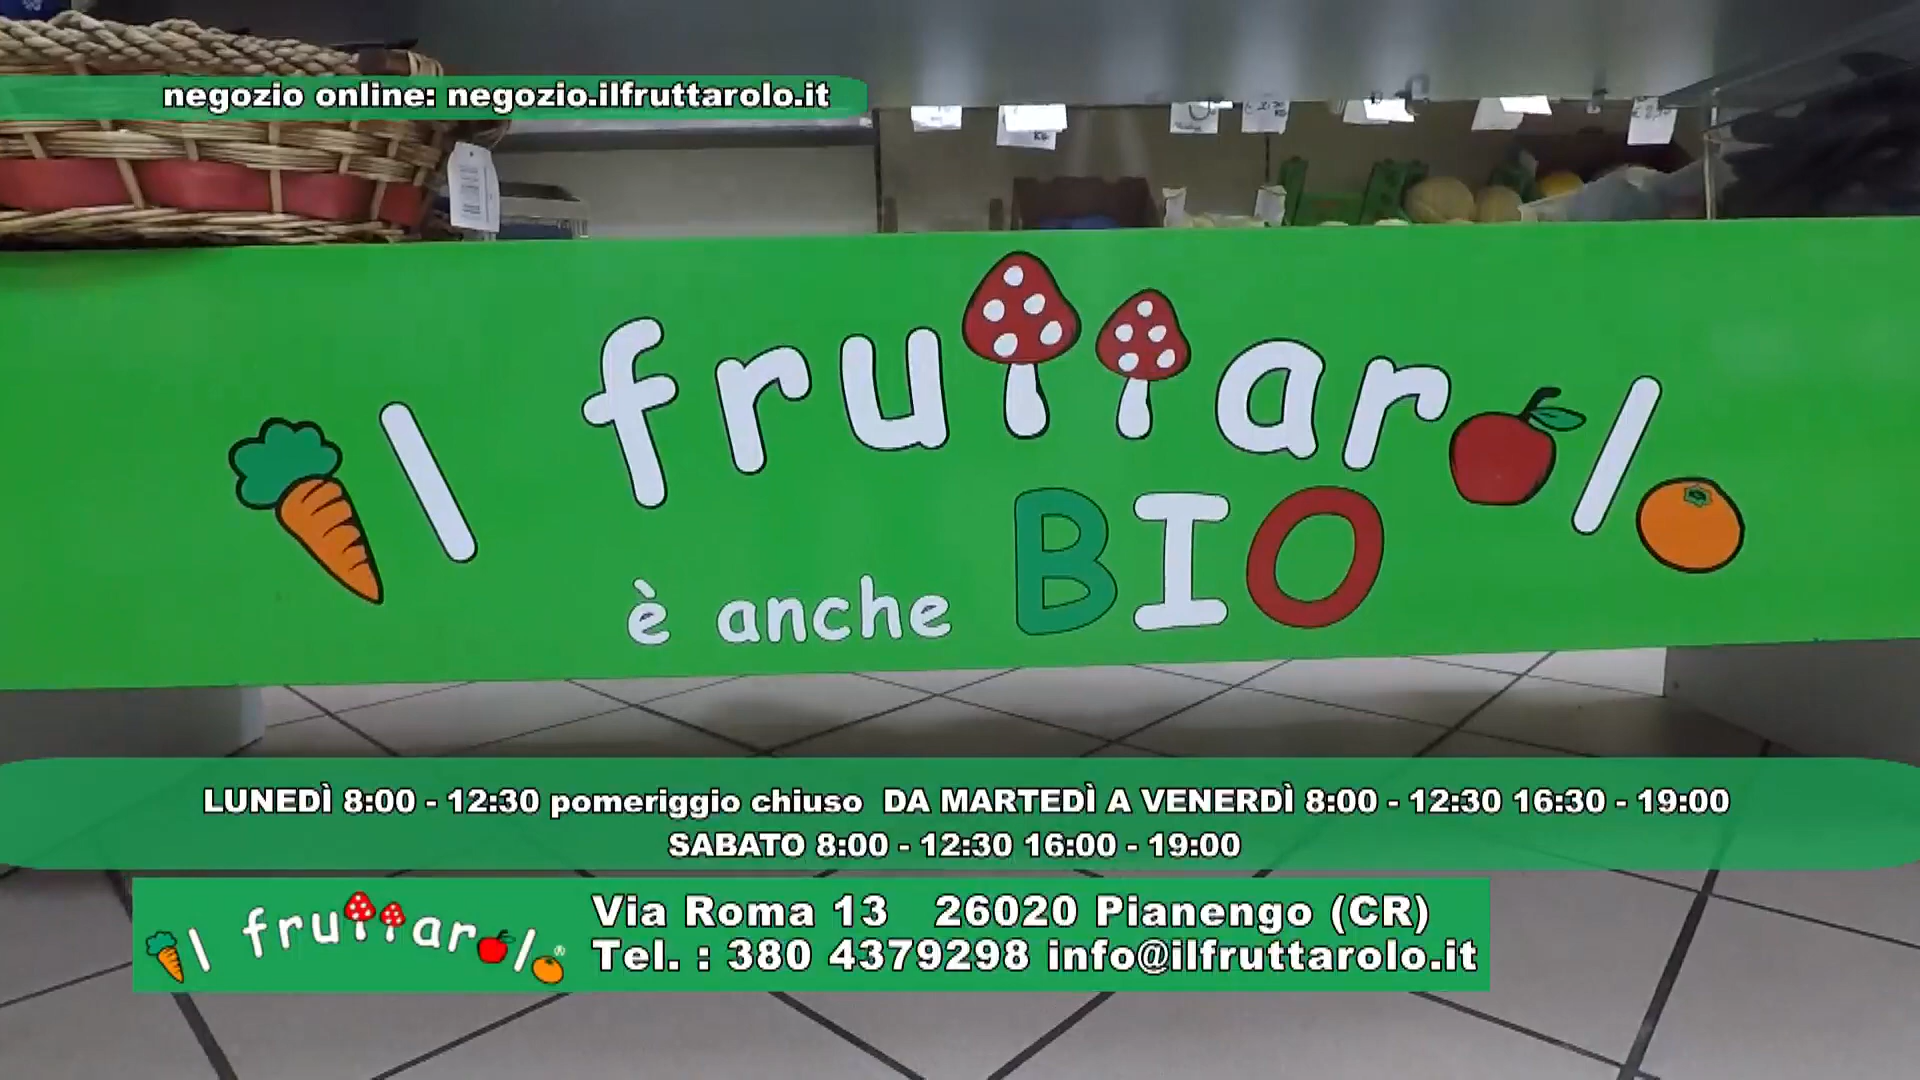 negozio online: negozio.ilfruttarolo.it
il fruttarolo
è anche BIO
LUNEDÌ 8:00 - 12:30 pomeriggio chiuso DA MARTEDÌ A VENERDÌ 8:00 - 12:30 16:30 - 19:00
SABATO 8:00 - 12:30 16:00 - 19:00
il fruttarolo®
Via Roma 13 26020 Pianengo (CR)
Tel. : 380 4379298 info@ilfruttarolo.it